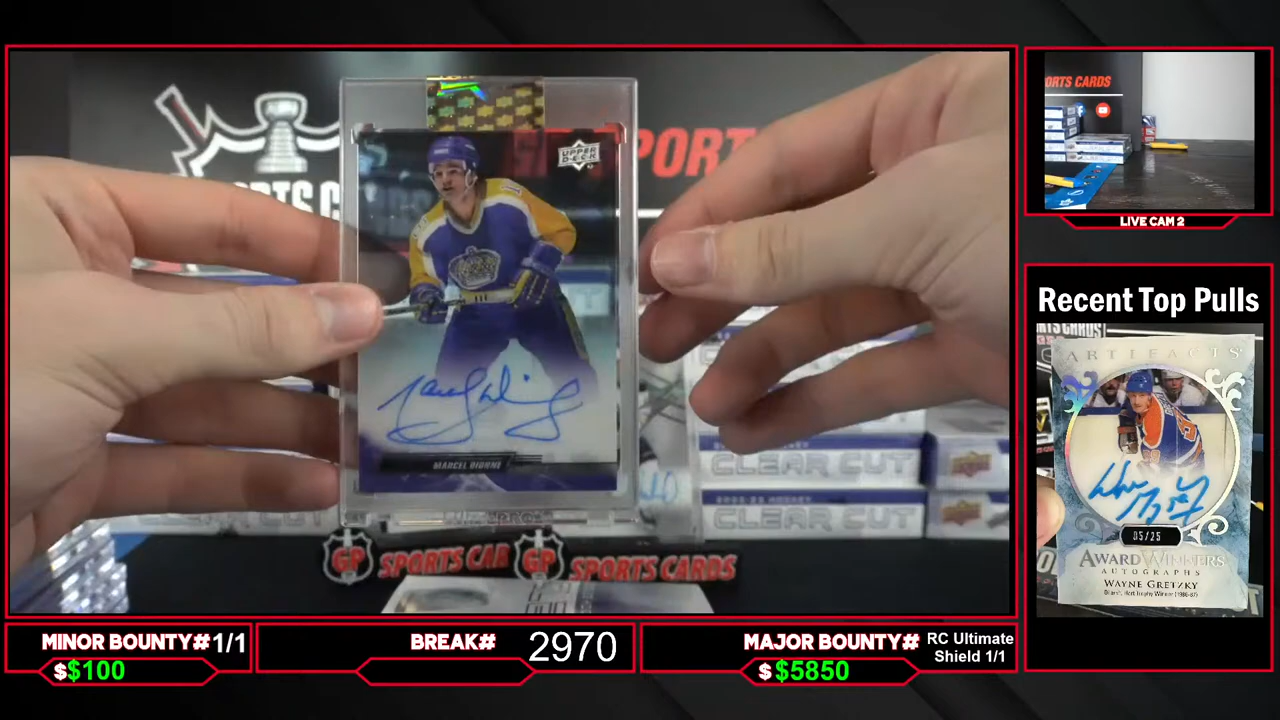 SPORTS CARDS
UPPER DECK
MARCEL DIONNE
CLEAR CUT
CLEAR CUT
GP SPORTS CAR GP SPORTS CARDS
PORTS CARDS
LIVE CAM 2
Recent Top Pulls
ARTIFACTS
05/25
AWARD WINNERS
AUTOGRAPHS
WAYNE GRETZKY
MINOR BOUNTY# 1/1
$$100
BREAK# 2970
MAJOR BOUNTY# RC Ultimate
Shield 1/1
$ $5850